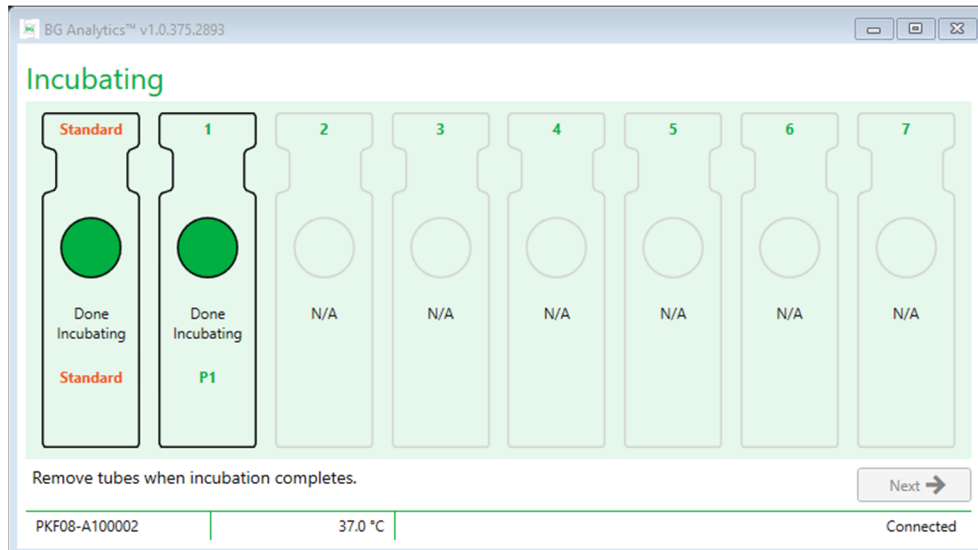 BG Analytics™ v1.0.375.2893
Incubating
Standard 1 2 3 4 5 6 7
Done Done N/A N/A N/A N/A N/A N/A
Incubating Incubating
Standard P1
Remove tubes when incubation completes.
Next
PKF08-A100002 37.0 °C Connected